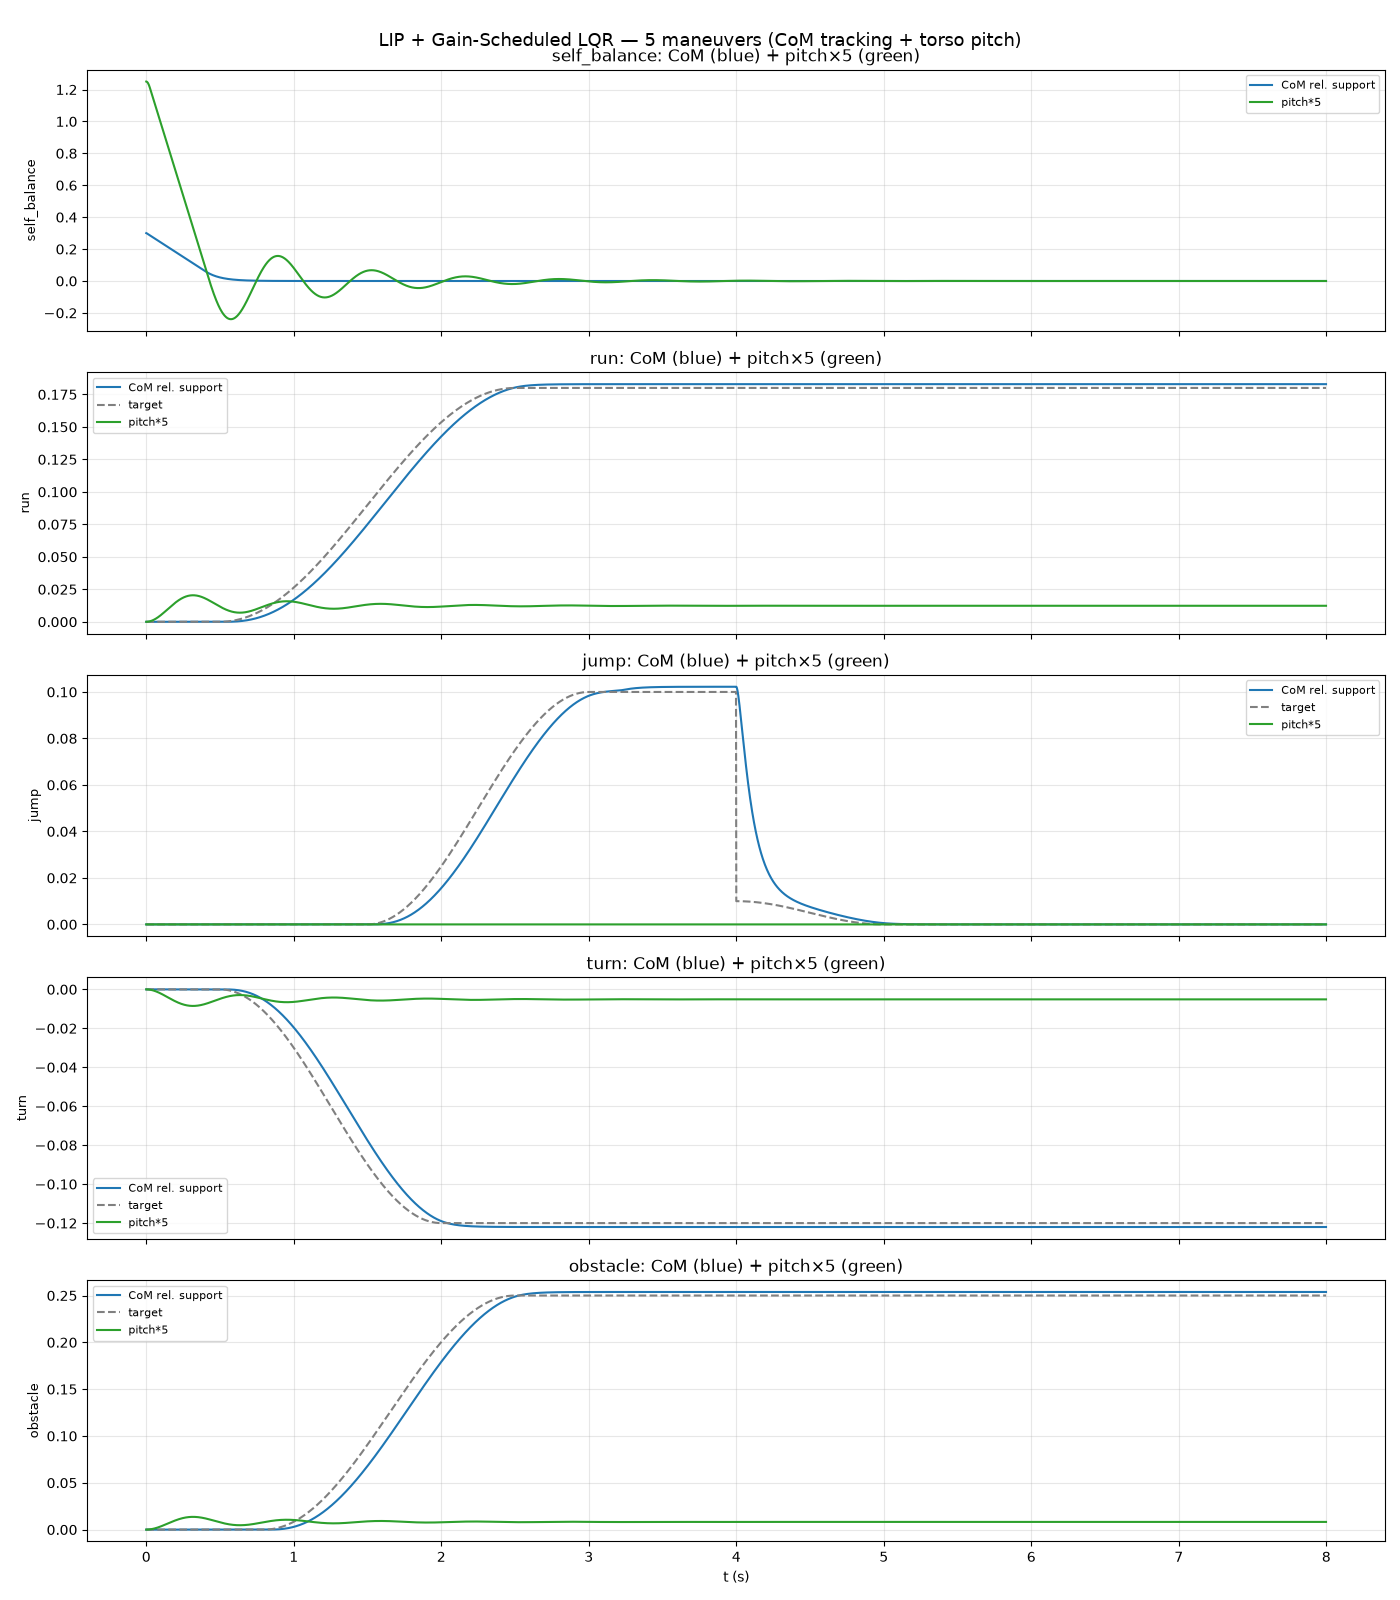 LIP + Gain-Scheduled LQR — 5 maneuvers (CoM tracking + torso pitch)
self_balance: CoM (blue) + pitch×5 (green)
1.2
1.0
0.8
0.6
0.4
0.2
0.0
−0.2
self_balance
CoM rel. support
pitch*5
run: CoM (blue) + pitch×5 (green)
0.175
0.150
0.125
0.100
0.075
0.050
0.025
0.000
run
CoM rel. support
target
pitch*5
jump: CoM (blue) + pitch×5 (green)
0.10
0.08
0.06
0.04
0.02
0.00
jump
CoM rel. support
target
pitch*5
turn: CoM (blue) + pitch×5 (green)
0.00
−0.02
−0.04
−0.06
−0.08
−0.10
−0.12
turn
CoM rel. support
target
pitch*5
obstacle: CoM (blue) + pitch×5 (green)
0.25
0.20
0.15
0.10
0.05
0.00
obstacle
CoM rel. support
target
pitch*5
0 1 2 3 4 5 6 7 8
t (s)